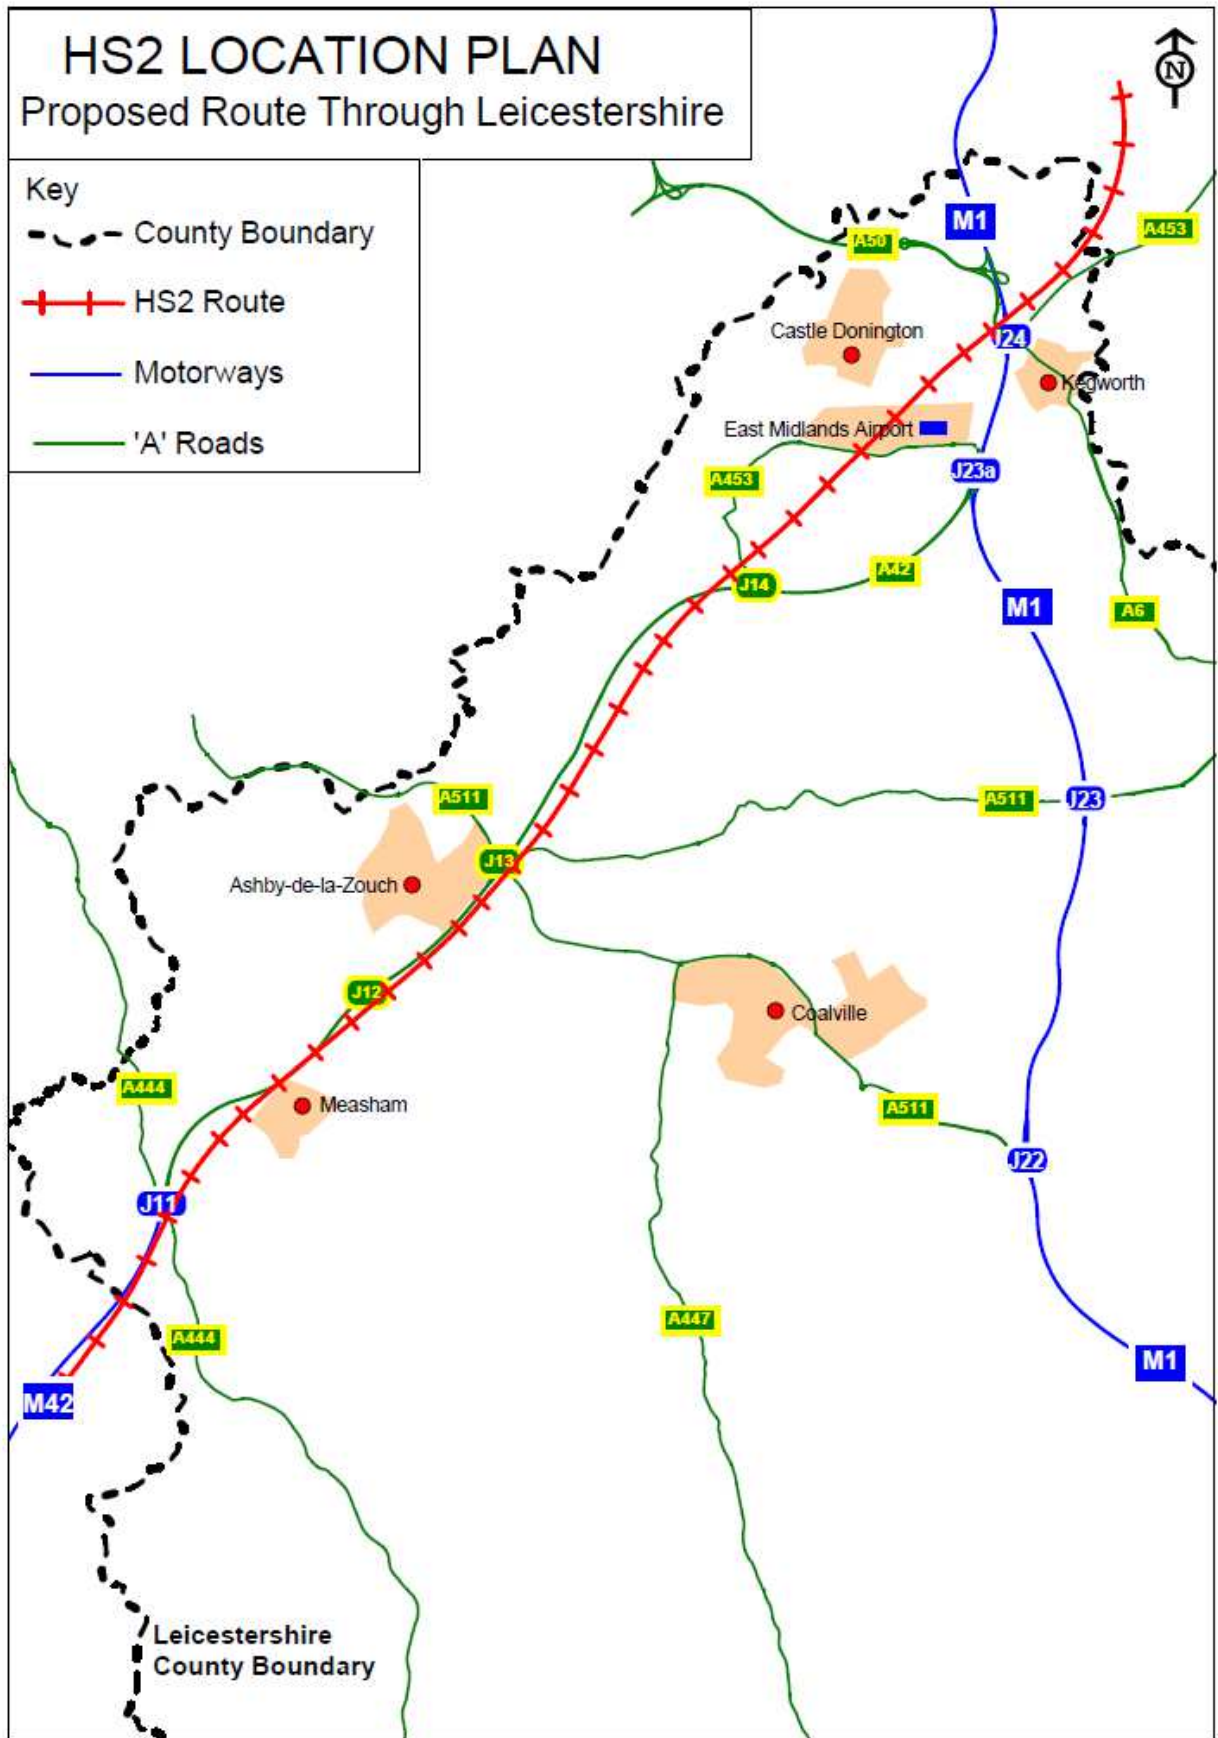 HS2 LOCATION PLAN
Proposed Route Through Leicestershire
N
Key
County Boundary
HS2 Route
Motorways
'A' Roads
M1
A453
A50
Castle Donington
J24
Kegworth
East Midlands Airport
J23a
A453
A42
J14
M1
A6
A511
A511
J23
J13
Ashby-de-la-Zouch
J12
Coalville
A444
Measham
A511
J22
J11
A444
A447
M1
M42
Leicestershire
County Boundary